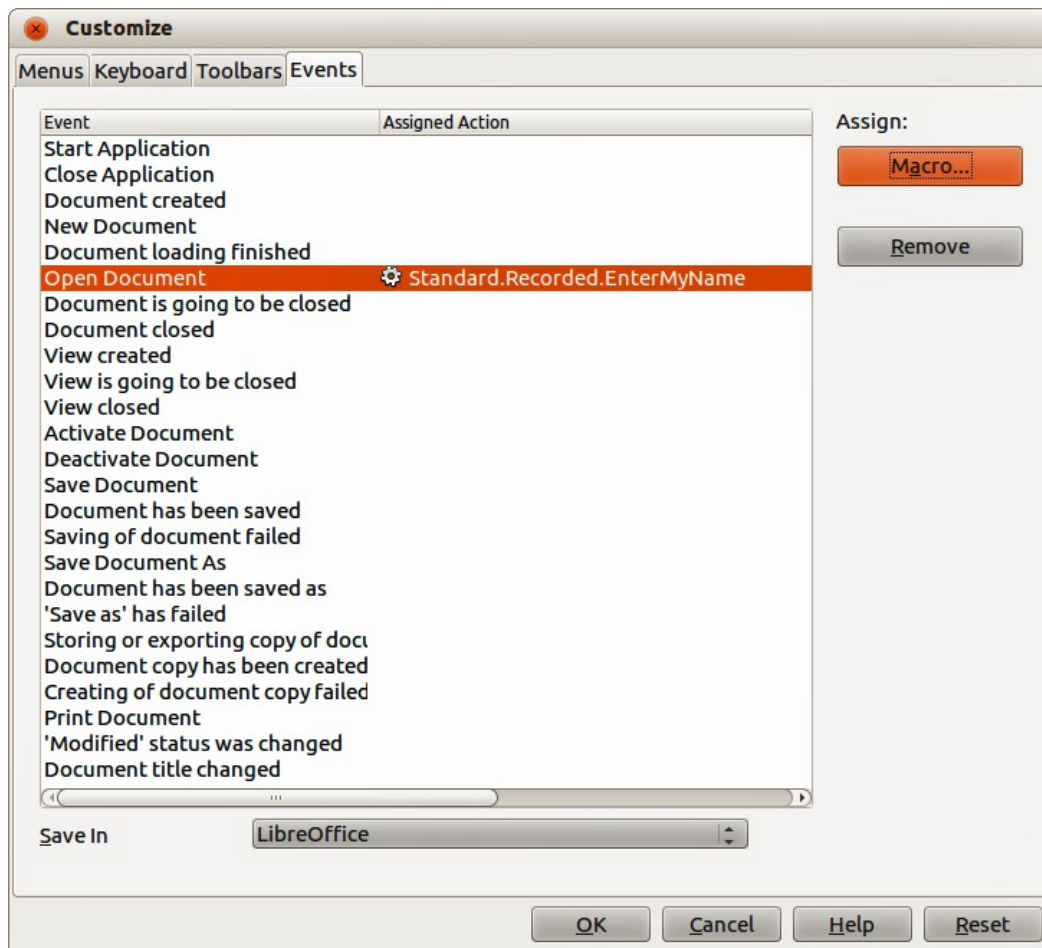 Customize
Menus Keyboard Toolbars Events
Event Assigned Action
Assign:
Start Application
Macro...
Close Application
Document created
New Document
Remove
Document loading finished
Open Document Standard.Recorded.EnterMyName
Document is going to be closed
Document closed
View created
View is going to be closed
View closed
Activate Document
Deactivate Document
Save Document
Document has been saved
Saving of document failed
Save Document As
Document has been saved as
'Save as' has failed
Storing or exporting copy of docu
Document copy has been created
Creating of document copy failed
Print Document
'Modified' status was changed
Document title changed
Save In LibreOffice
OK Cancel Help Reset